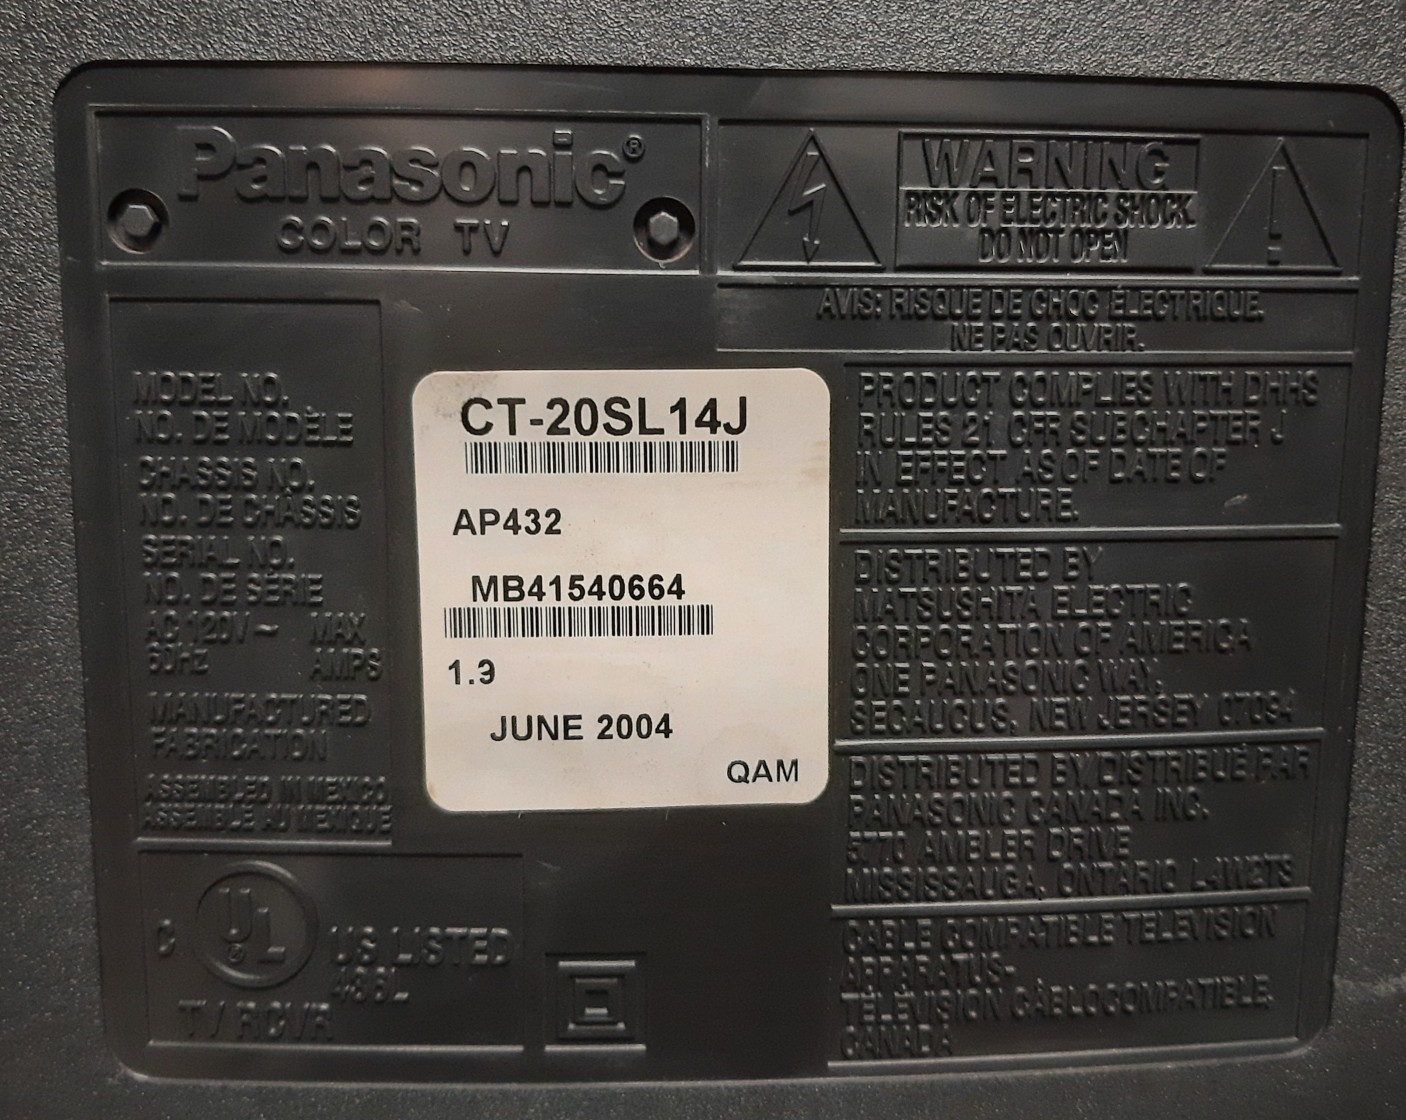 Panasonic®
COLOR TV
WARNING
RISK OF ELECTRIC SHOCK.
DO NOT OPEN
AVIS: RISQUE DE CHOC ÉLECTRIQUE.
NE PAS OUVRIR.
MODEL NO.
NO. DE MODÈLE
CHASSIS NO.
NO. DE CHÂSSIS
SERIAL NO.
NO. DE SÉRIE
AC 120V~ MAX
60HZ AMPS
MANUFACTURED
FABRICATION
ASSEMBLED IN MEXICO
ASSEMBLE AU MEXIQUE
CT-20SL14J
AP432
MB41540664
1.9
JUNE 2004
QAM
PRODUCT COMPLIES WITH DHHS
RULES 21 CFR SUBCHAPTER J
IN EFFECT AS OF DATE OF
MANUFACTURE.
DISTRIBUTED BY
MATSUSHITA ELECTRIC
CORPORATION OF AMERICA
ONE PANASONIC WAY,
SECAUCUS, NEW JERSEY 07094
DISTRIBUTED BY/DISTRIBUÉ PAR
PANASONIC CANADA INC.
5770 AMBLER DRIVE
MISSISSAUGA, ONTARIO L4W2T3
CABLE COMPATIBLE TELEVISION
APPARATUS-
TÉLÉVISION CÂBLOCOMPATIBLE,
CANADA
C UL® US LISTED
486L
TV RCVR